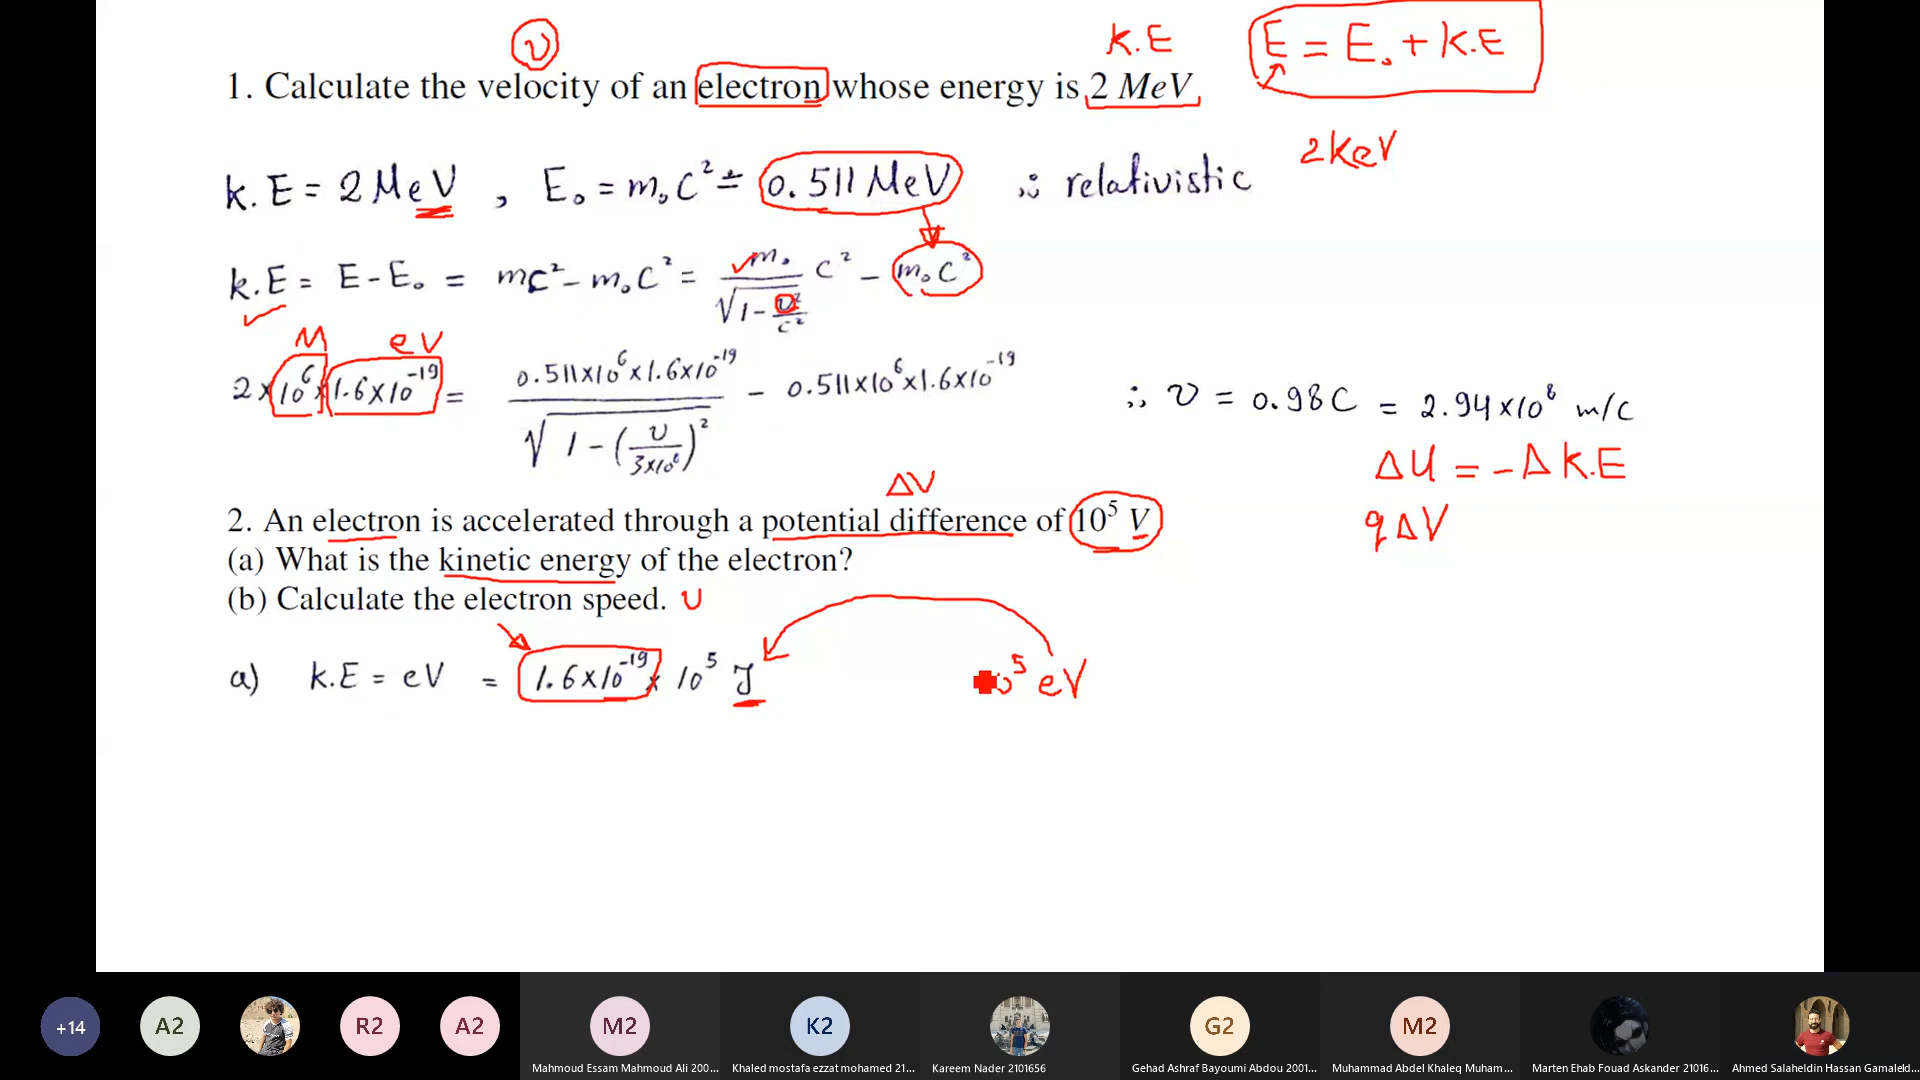 υ
k.E
E = E₀ + k.E
1. Calculate the velocity of an electron whose energy is 2 MeV
2 keV
k.E = 2 MeV , E₀ = m₀c² = 0.511 MeV ∴ relativistic
k.E = E - E₀ = mc² - m₀c² = m₀/√(1-υ²/c²) c² - m₀c²
M eV
2×10⁶×1.6×10⁻¹⁹ = 0.511×10⁶×1.6×10⁻¹⁹/√(1-(υ/3×10⁸)²) - 0.511×10⁶×1.6×10⁻¹⁹
∴ υ = 0.98C = 2.94×10⁸ m/c
ΔU = -Δk.E
ΔV
2. An electron is accelerated through a potential difference of 10⁵ V
qΔV
(a) What is the kinetic energy of the electron?
(b) Calculate the electron speed. υ
a) k.E = eV = 1.6×10⁻¹⁹ × 10⁵ J
⁵ eV
+14
A2
R2
A2
M2
K2
G2
M2
Mahmoud Essam Mahmoud Ali 200...
Khaled mostafa ezzat mohamed 21...
Kareem Nader 2101656
Gehad Ashraf Bayoumi Abdou 2001...
Muhammad Abdel Khaleq Muham...
Marten Ehab Fouad Askander 21016...
Ahmed Salaheldin Hassan Gamaleld...